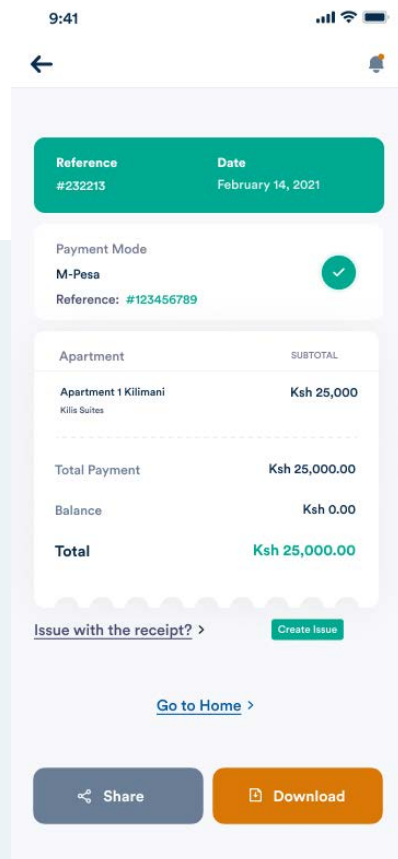 9:41
Reference Date
#232213 February 14, 2021
Payment Mode
M-Pesa
Reference: #123456789
Apartment SUBTOTAL
Apartment 1 Kilimani Ksh 25,000
Kilis Suites
Total Payment Ksh 25,000.00
Balance Ksh 0.00
Total Ksh 25,000.00
Issue with the receipt? > Create Issue
Go to Home >
Share Download